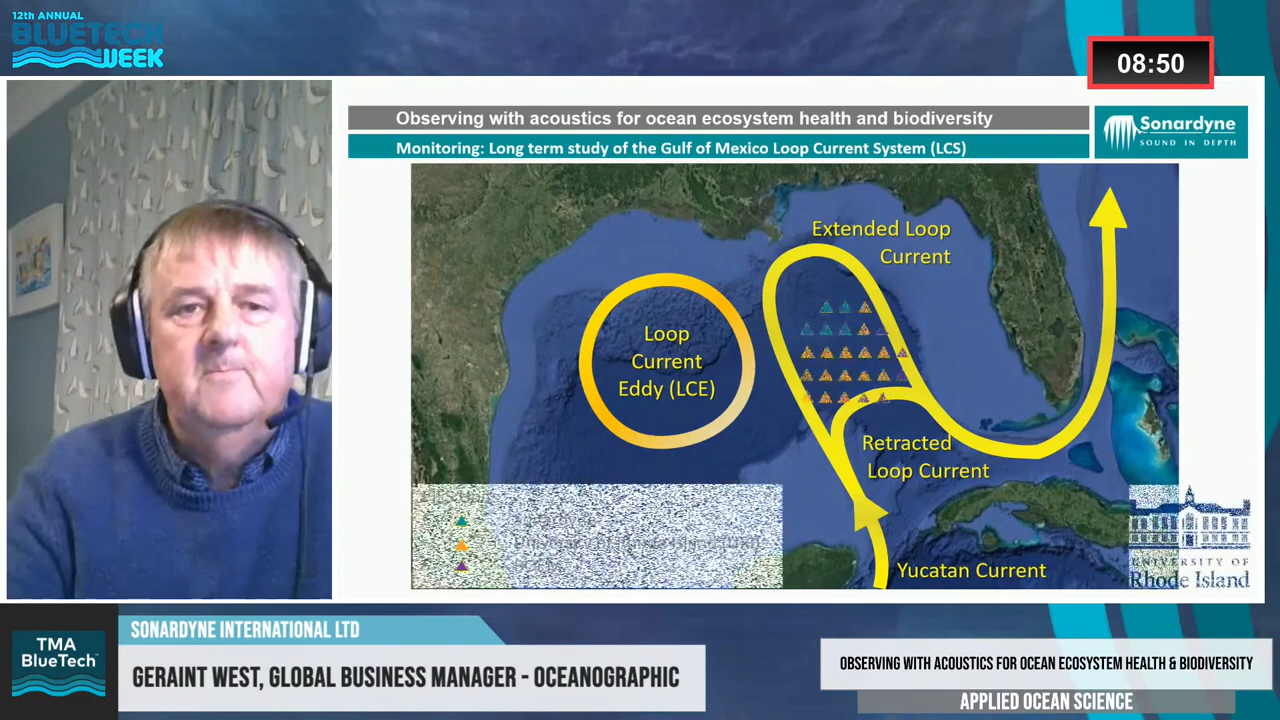 12th ANNUAL
BLUETECH
WEEK
08:50
Observing with acoustics for ocean ecosystem health and biodiversity
Monitoring: Long term study of the Gulf of Mexico Loop Current System (LCS)
Sonardyne
SOUND IN DEPTH
Extended Loop
Current
Loop
Current
Eddy (LCE)
Retracted
Loop Current
Yucatan Current
UNIVERSITY OF
Rhode Island
TMA
BlueTech™
SONARDYNE INTERNATIONAL LTD
GERAINT WEST, GLOBAL BUSINESS MANAGER - OCEANOGRAPHIC
OBSERVING WITH ACOUSTICS FOR OCEAN ECOSYSTEM HEALTH & BIODIVERSITY
APPLIED OCEAN SCIENCE